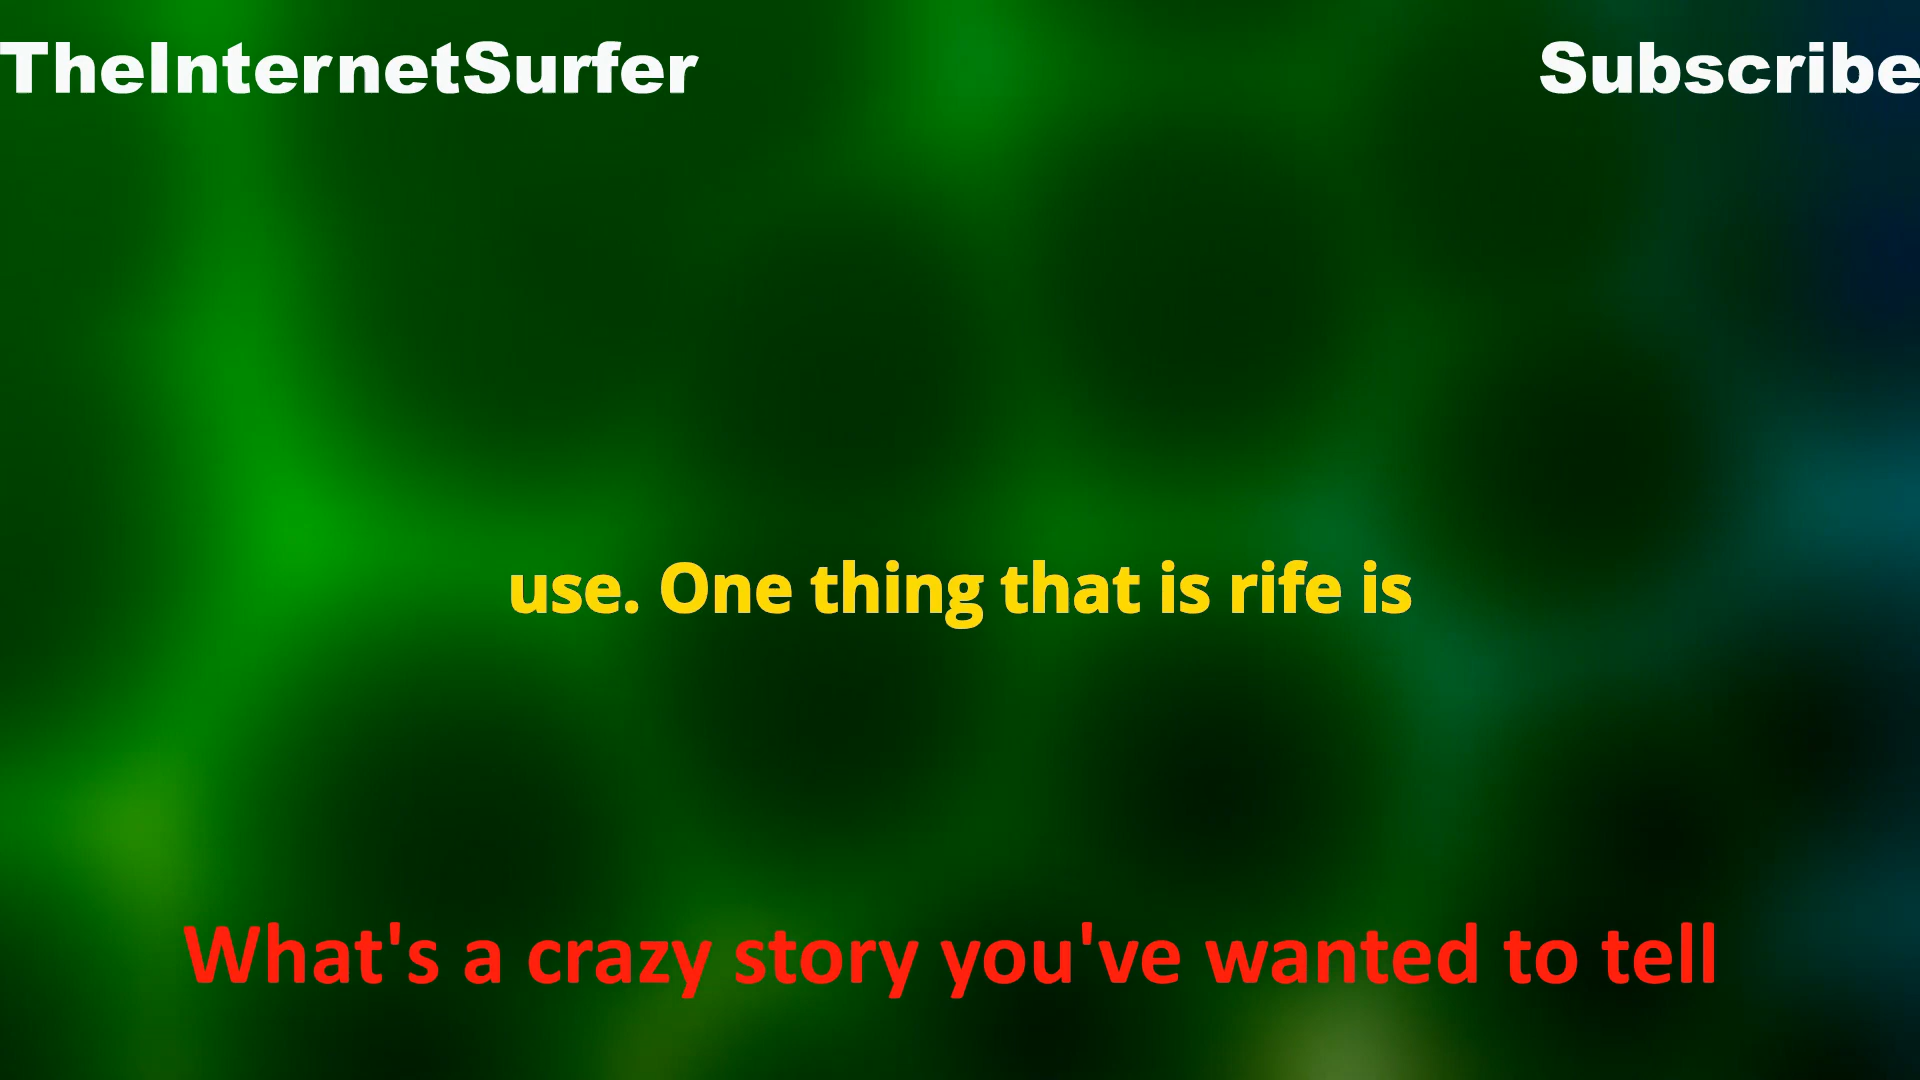 TheInternetSurfer
Subscribe
use. One thing that is rife is
What's a crazy story you've wanted to tell